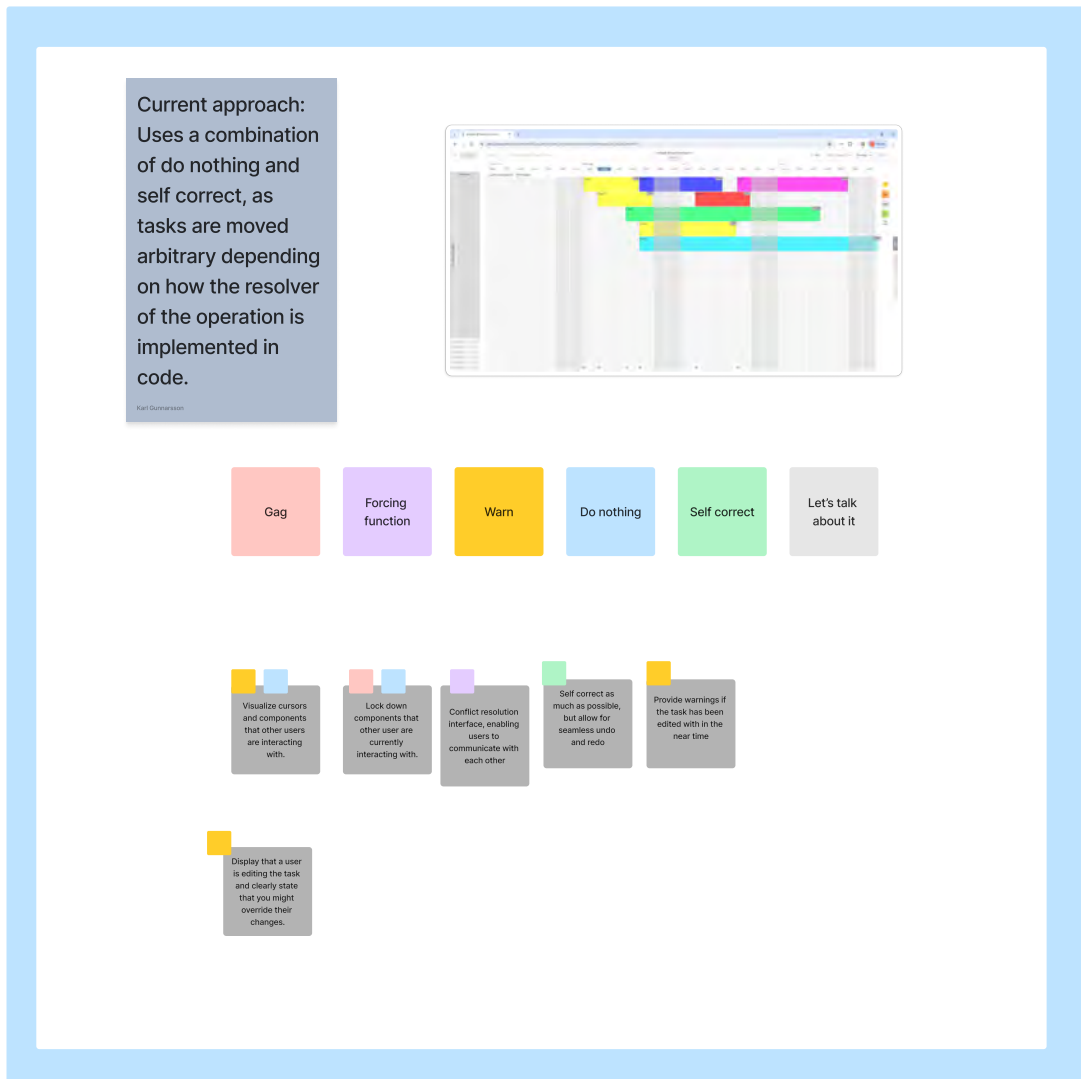 Current approach:
Uses a combination
of do nothing and
self correct, as
tasks are moved
arbitrary depending
on how the resolver
of the operation is
implemented in
code.
Karl Gunnarsson
Gag
Forcing
function
Warn
Do nothing
Self correct
Let's talk
about it
Visualize cursors
and components
that other users
are interacting
with.
Lock down
components that
other user are
currently
interacting with.
Conflict resolution
interface, enabling
users to
communicate with
each other
Self correct as
much as possible,
but allow for
seamless undo
and redo
Provide warnings if
the task has been
edited with in the
near time
Display that a user
is editing the task
and clearly state
that you might
override their
changes.